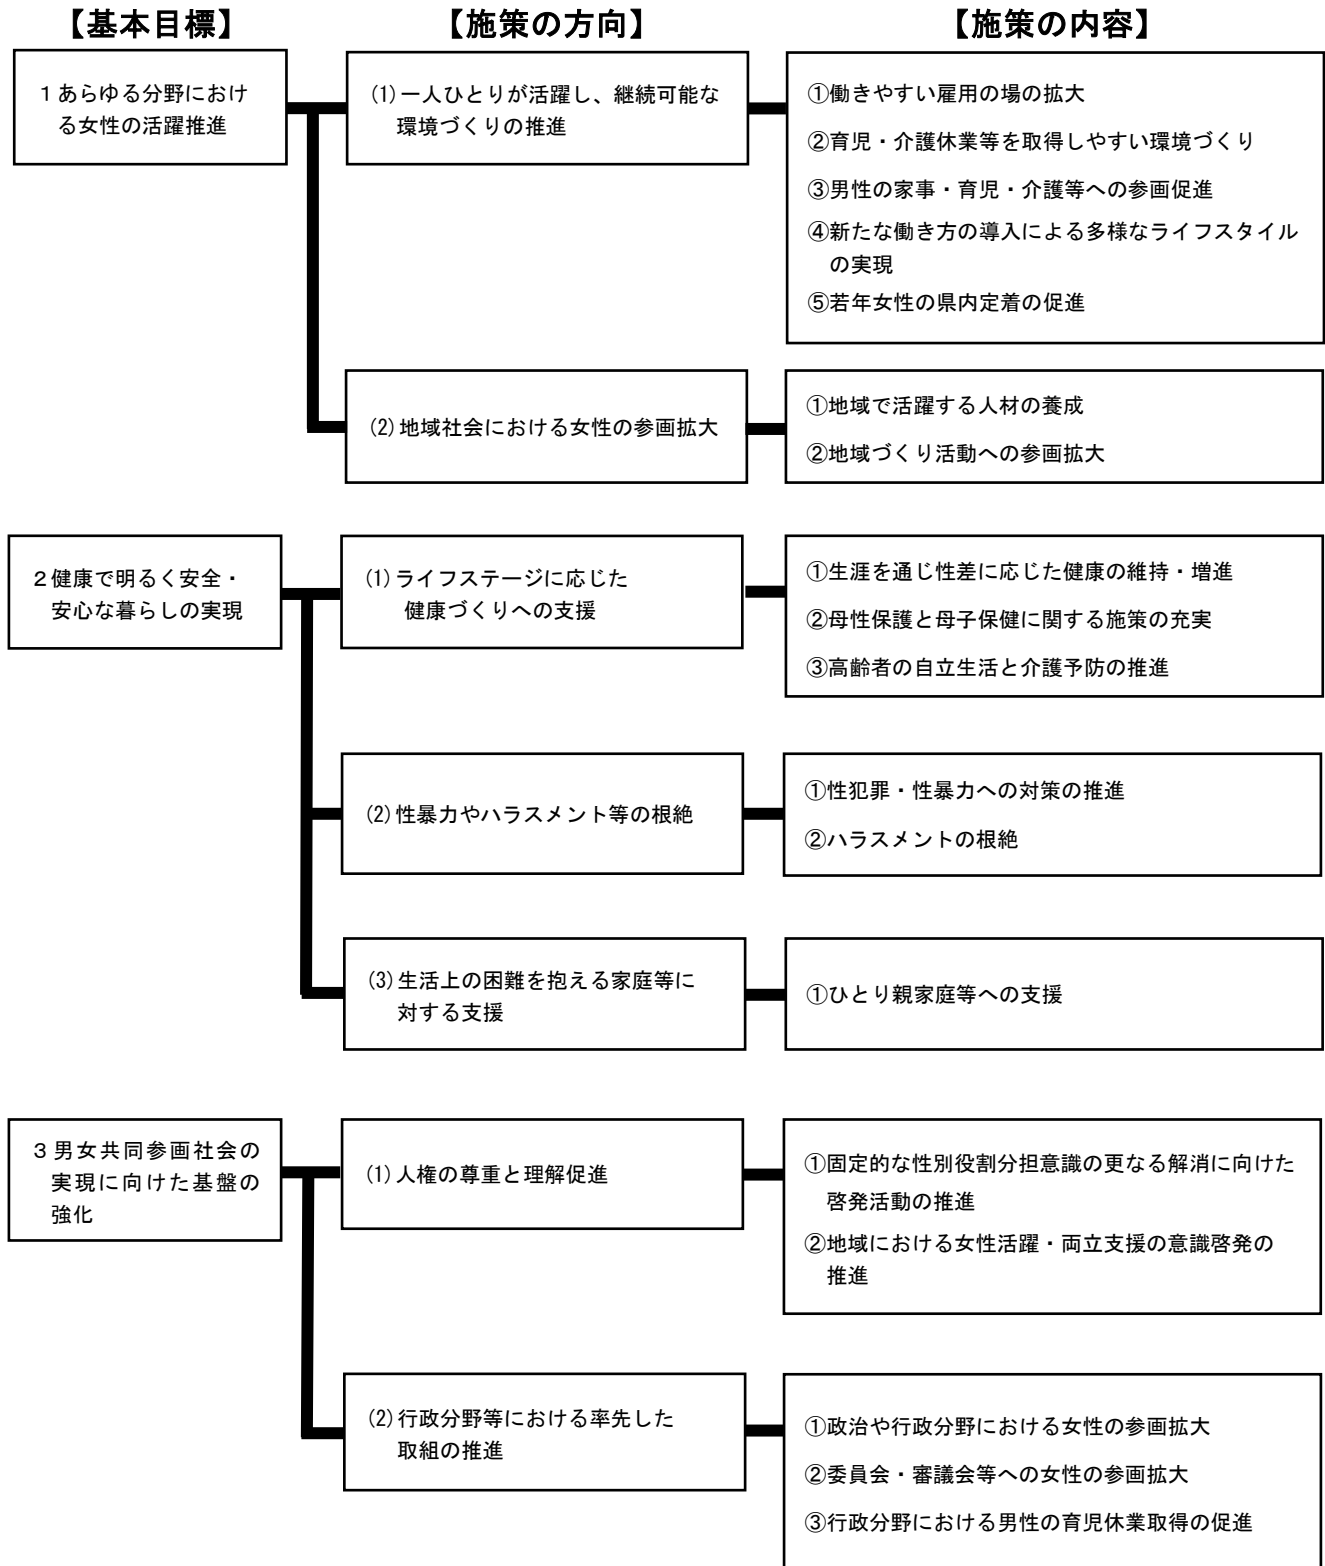 【基本目標】 【施策の方向】 【施策の内容】
1 あらゆる分野におけ
る女性の活躍推進
(1) 一人ひとりが活躍し、継続可能な
環境づくりの推進
①働きやすい雇用の場の拡大
②育児・介護休業等を取得しやすい環境づくり
③男性の家事・育児・介護等への参画促進
④新たな働き方の導入による多様なライフスタイル
の実現
⑤若年女性の県内定着の促進
(2) 地域社会における女性の参画拡大
①地域で活躍する人材の養成
②地域づくり活動への参画拡大
2 健康で明るく安全・
安心な暮らしの実現
(1) ライフステージに応じた
健康づくりへの支援
①生涯を通じ性差に応じた健康の維持・増進
②母性保護と母子保健に関する施策の充実
③高齢者の自立生活と介護予防の推進
(2) 性暴力やハラスメント等の根絶
①性犯罪・性暴力への対策の推進
②ハラスメントの根絶
(3) 生活上の困難を抱える家庭等に
対する支援
①ひとり親家庭等への支援
3 男女共同参画社会の
実現に向けた基盤の
強化
(1) 人権の尊重と理解促進
①固定的な性別役割分担意識の更なる解消に向けた
啓発活動の推進
②地域における女性活躍・両立支援の意識啓発の
推進
(2) 行政分野等における率先した
取組の推進
①政治や行政分野における女性の参画拡大
②委員会・審議会等への女性の参画拡大
③行政分野における男性の育児休業取得の促進